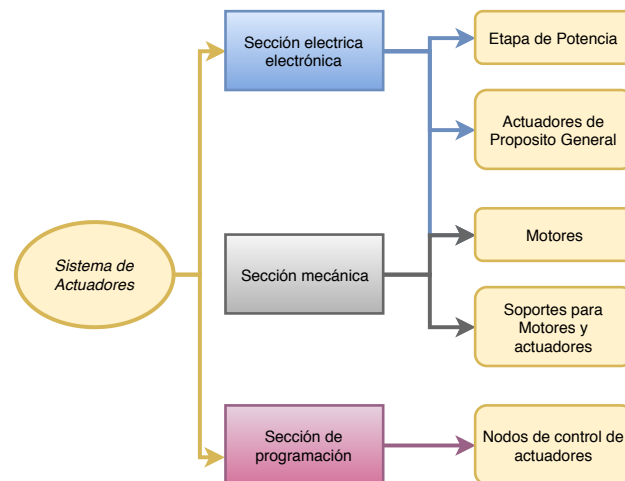 Sección electrica
electrónica
Etapa de Potencia
Actuadores de
Proposito General
Sistema de
Actuadores
Sección mecánica
Motores
Soportes para
Motores y
actuadores
Sección de
programación
Nodos de control de
actuadores